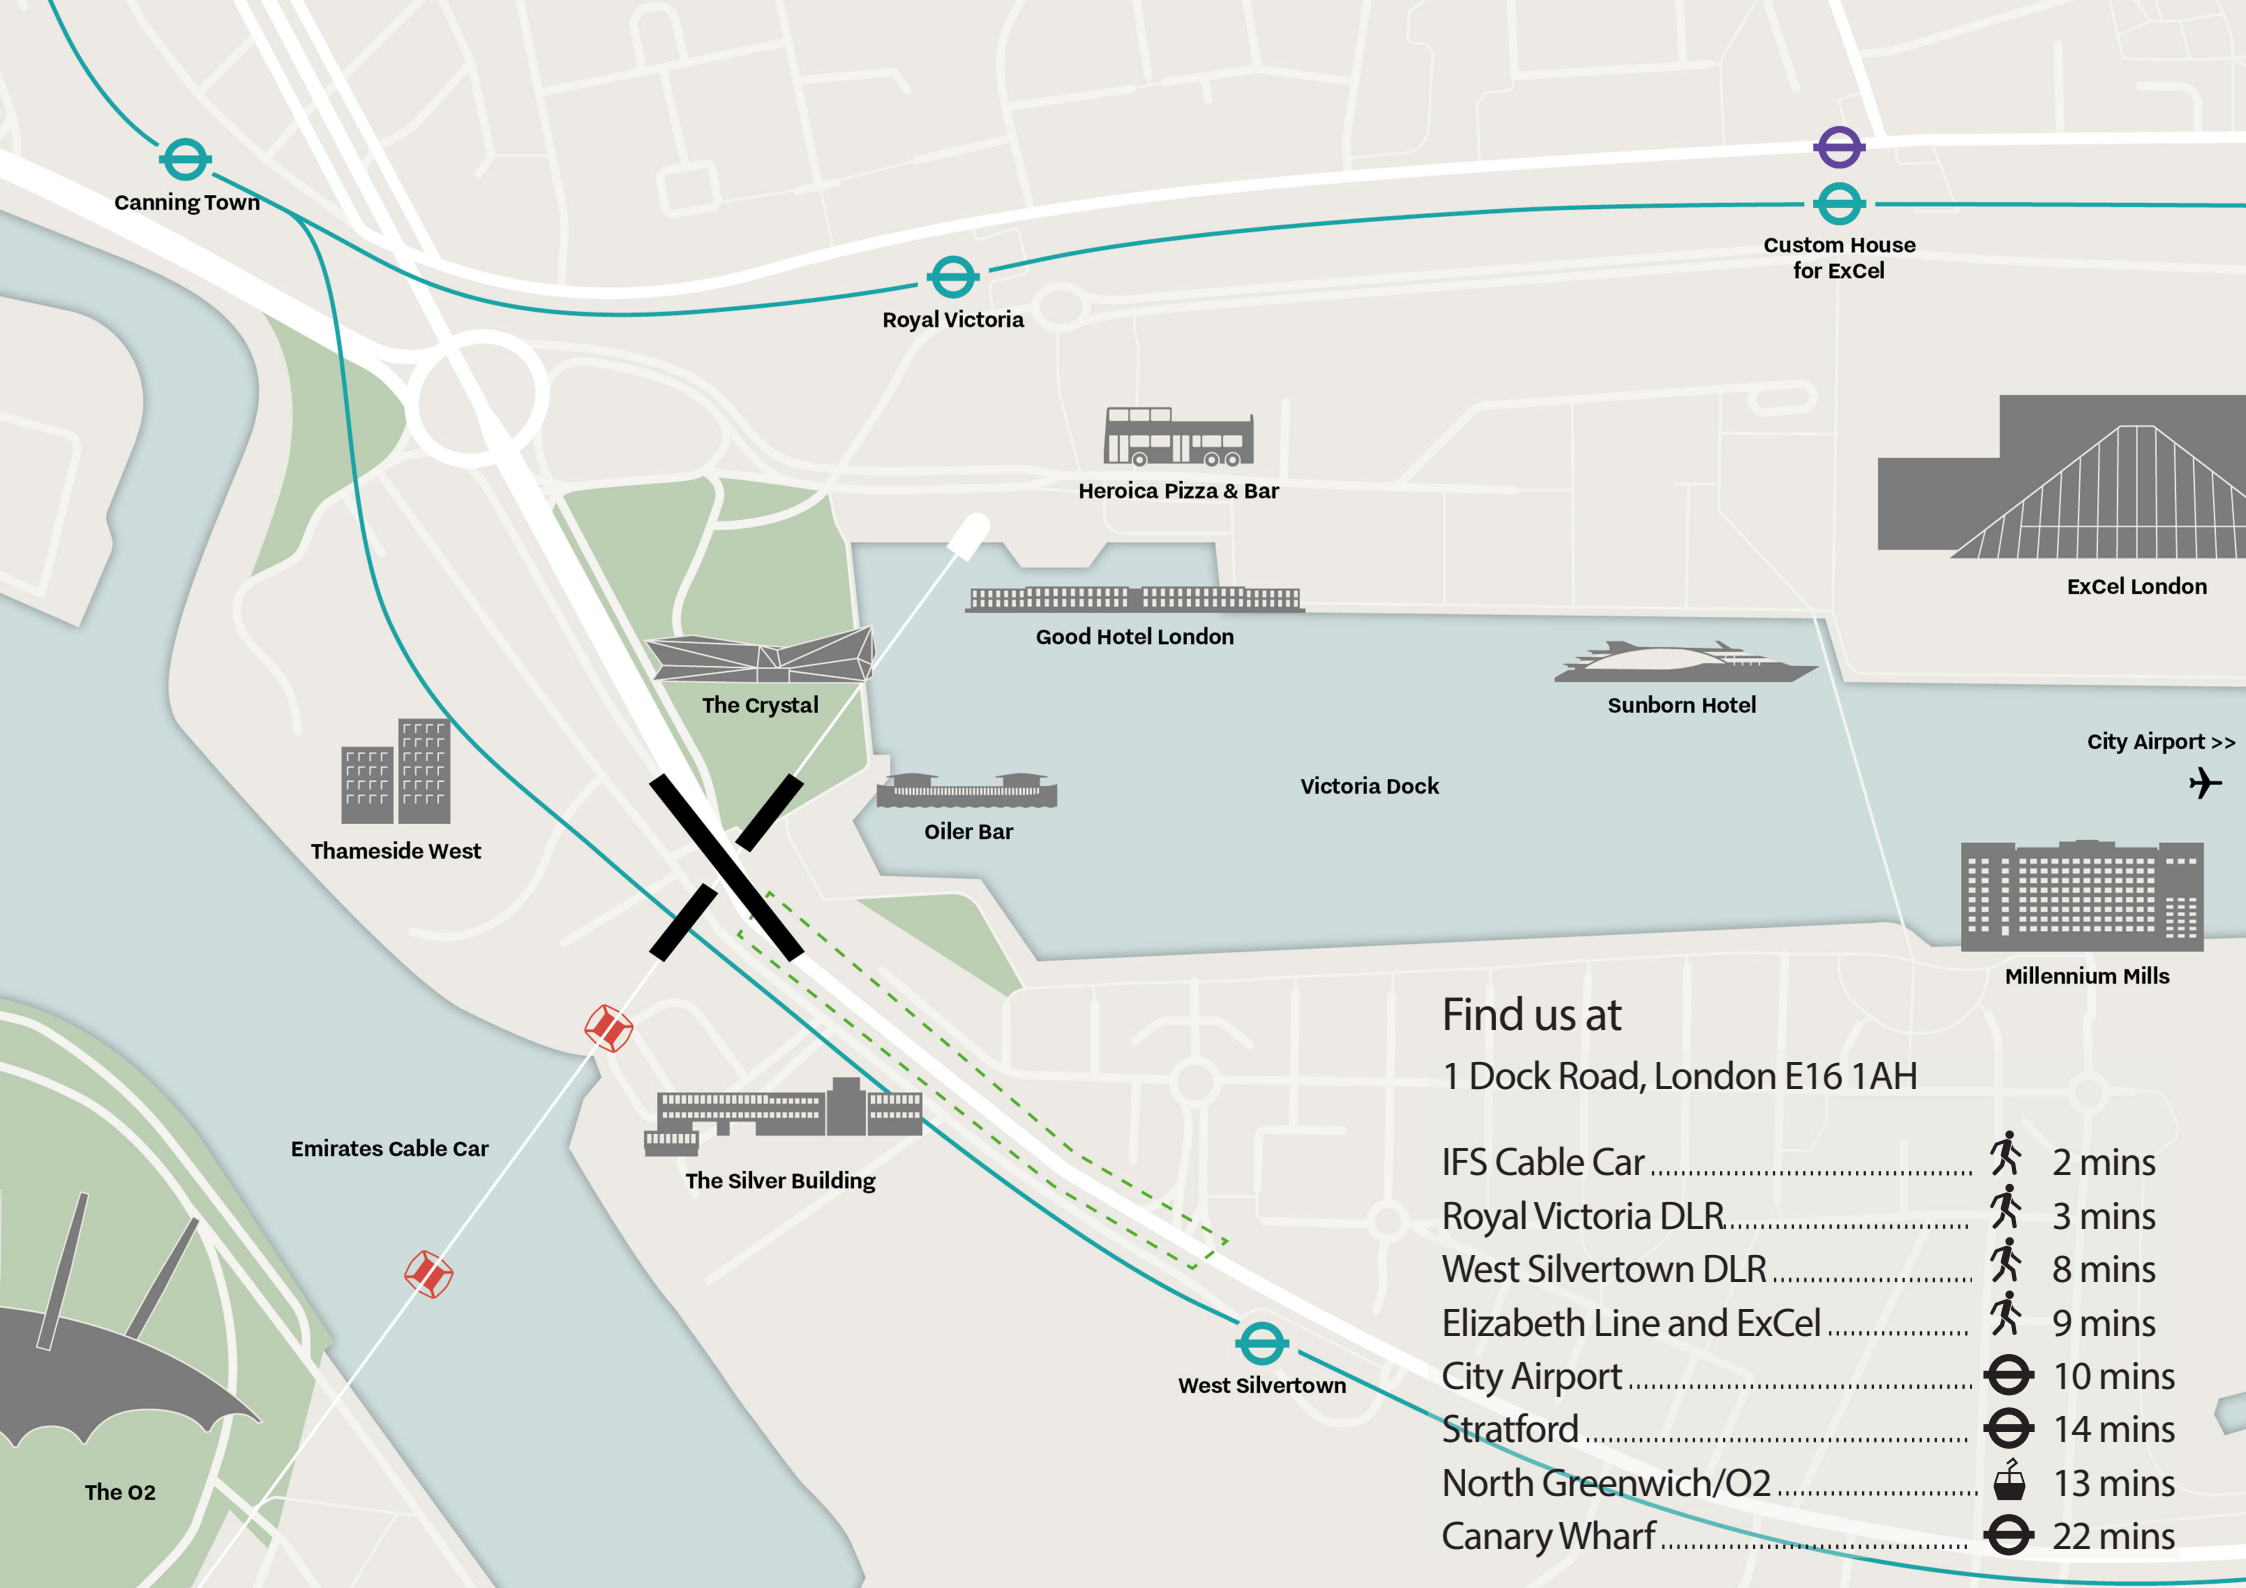 Canning Town
Royal Victoria
Custom House
for ExCel
Heroica Pizza & Bar
ExCel London
Good Hotel London
The Crystal
Sunborn Hotel
City Airport >>
Victoria Dock
Oiler Bar
Thameside West
Millennium Mills
Find us at
1 Dock Road, London E16 1AH
Emirates Cable Car
The Silver Building
IFS Cable Car 2 mins
Royal Victoria DLR 3 mins
West Silvertown DLR 8 mins
Elizabeth Line and ExCel 9 mins
West Silvertown
City Airport 10 mins
Stratford 14 mins
North Greenwich/O2 13 mins
The O2
Canary Wharf 22 mins